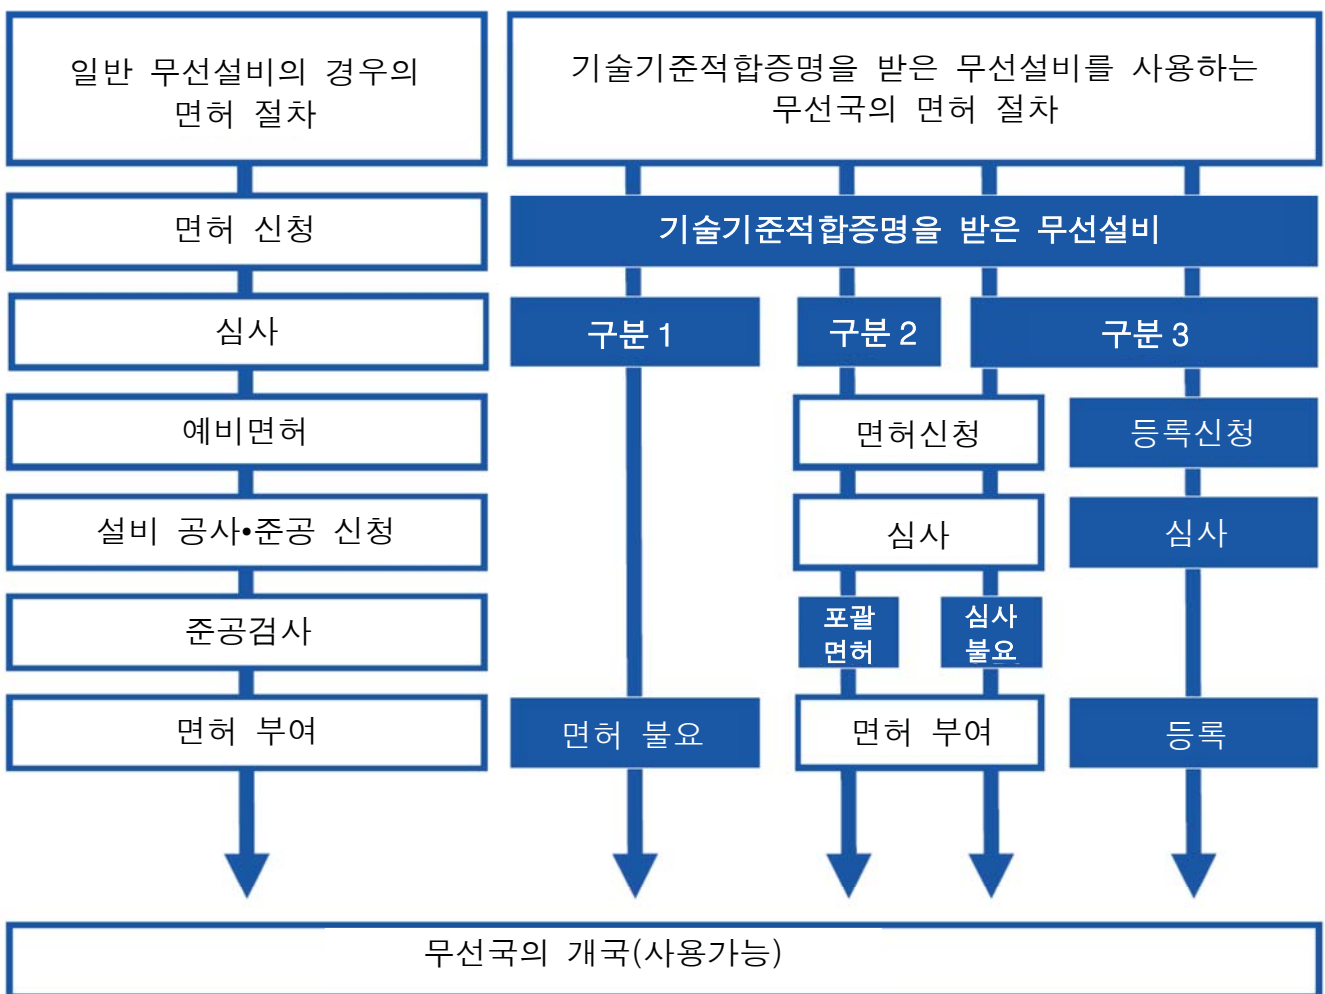 일반 무선설비의 경우의
면허 절차
기술기준적합증명을 받은 무선설비를 사용하는
무선국의 면허 절차
면허 신청
심사
예비면허
설비 공사•준공 신청
준공검사
면허 부여
기술기준적합증명을 받은 무선설비
구분 1
구분 2
구분 3
면허신청
등록신청
심사
심사
포괄
면허
심사
불요
면허 불요
면허 부여
등록
무선국의 개국(사용가능)